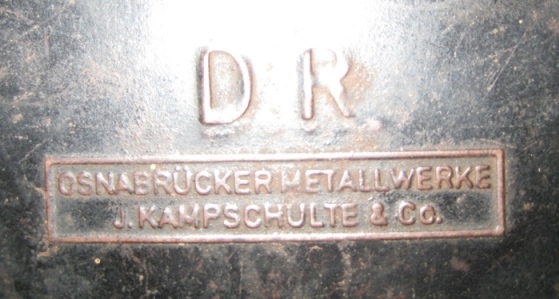 D R
OSNABRÜCKER METALLWERKE
J. KAMPSCHULTE & Co.